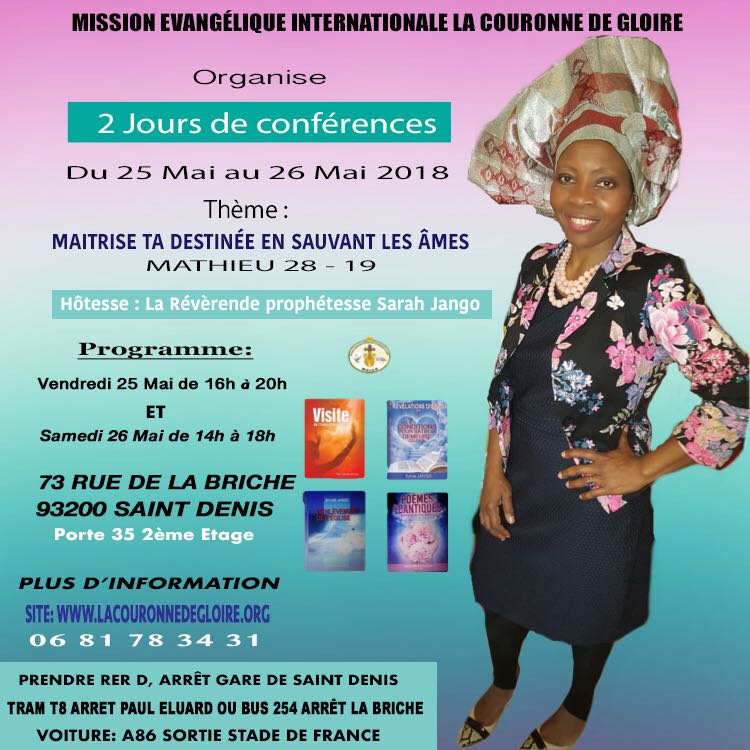 MISSION EVANGÉLIQUE INTERNATIONALE LA COURONNE DE GLOIRE
Organise
2 Jours de conférences
Du 25 Mai au 26 Mai 2018
Thème :
MAITRISE TA DESTINÉE EN SAUVANT LES ÂMES
MATHIEU 28 - 19
Hôtesse : La Révèrende prophétesse Sarah Jango
Programme:
Vendredi 25 Mai de 16h à 20h
ET
Samedi 26 Mai de 14h à 18h
73 RUE DE LA BRICHE
93200 SAINT DENIS
Porte 35 2ème Etage
Visite
POÈMES
CANTIQUES
PLUS D'INFORMATION
SITE: WWW.LACOURONNEDEGLOIRE.ORG
06 81 78 34 31
PRENDRE RER D, ARRÊT GARE DE SAINT DENIS
TRAM T8 ARRET PAUL ELUARD OU BUS 254 ARRÊT LA BRICHE
VOITURE: A86 SORTIE STADE DE FRANCE